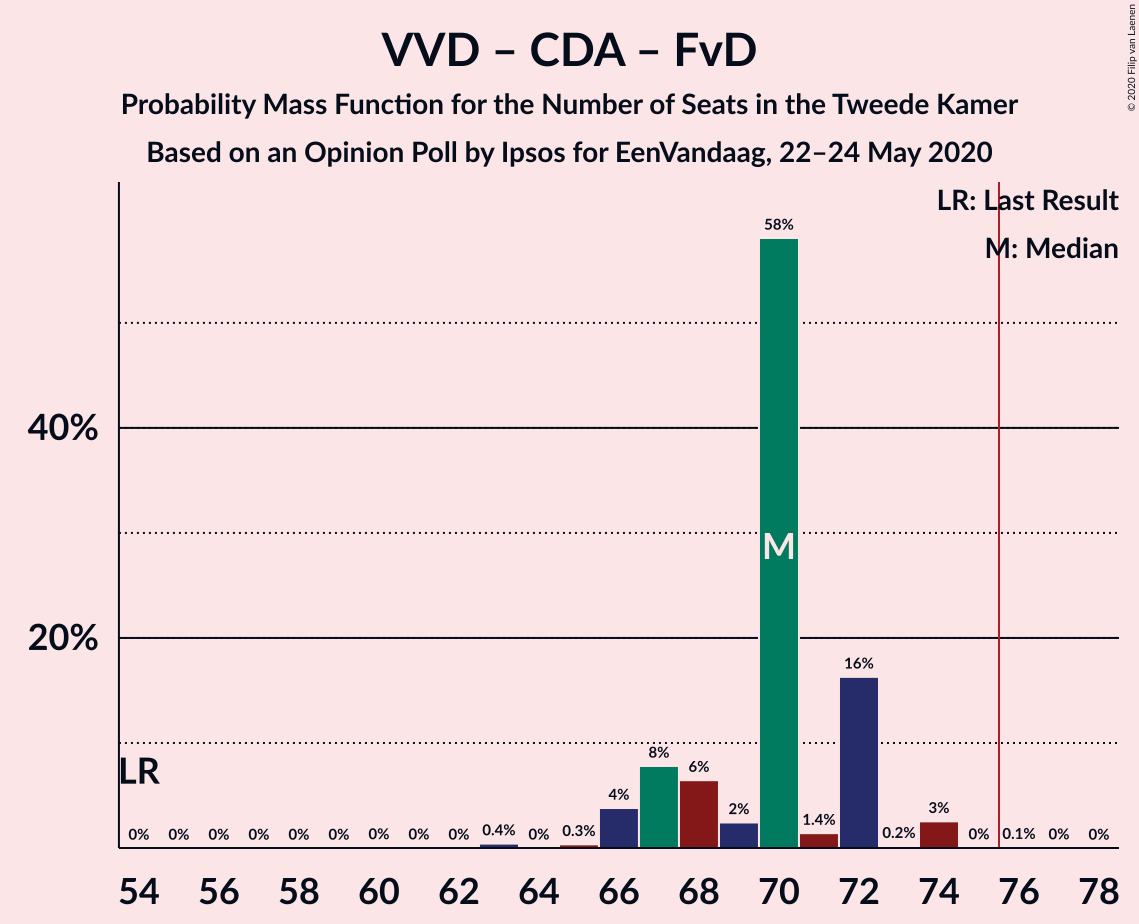 VVD – CDA – FvD
Probability Mass Function for the Number of Seats in the Tweede Kamer
Based on an Opinion Poll by Ipsos for EenVandaag, 22–24 May 2020
© 2020 Filip van Laenen
LR: Last Result
M: Median
40%
20%
LR
M
0% 0% 0% 0% 0% 0% 0% 0% 0% 0.4% 0% 0.3% 4% 8% 6% 2% 58% 1.4% 16% 0.2% 3% 0% 0.1% 0% 0%
54 56 58 60 62 64 66 68 70 72 74 76 78